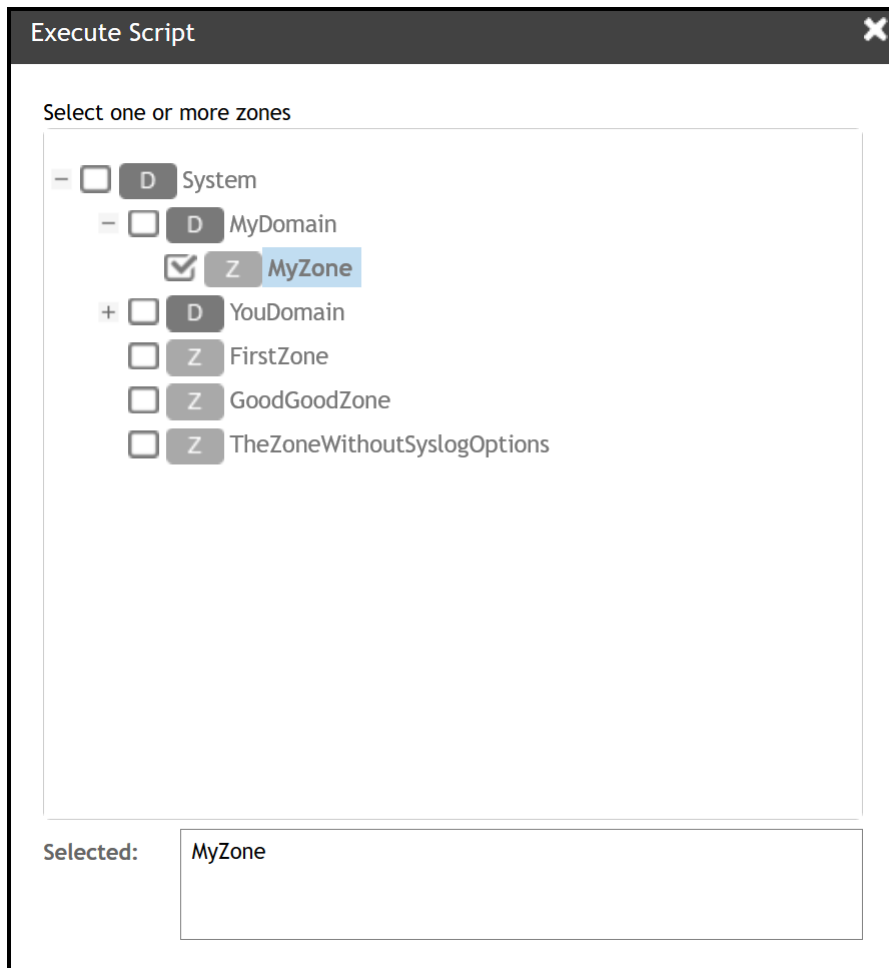 Execute Script
Select one or more zones
D System
D MyDomain
Z MyZone
D YouDomain
Z FirstZone
Z GoodGoodZone
Z TheZoneWithoutSyslogOptions
Selected: MyZone